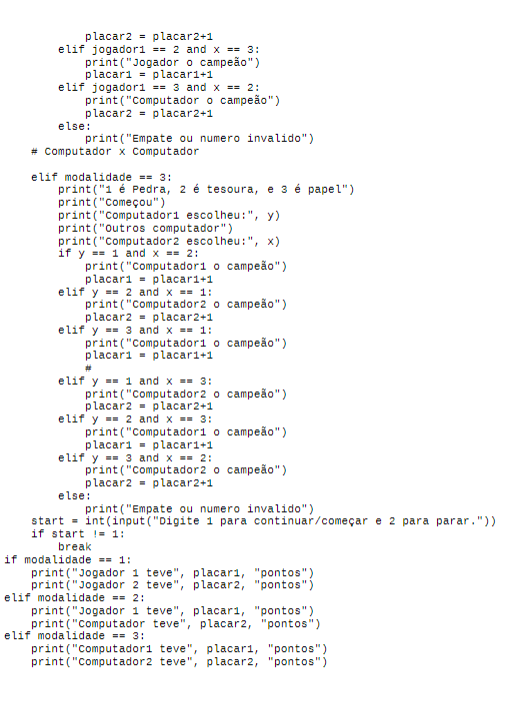 placar2 = placar2+1
elif jogador1 == 2 and x == 3:
print("Jogador o campeão")
placar1 = placar1+1
elif jogador1 == 3 and x == 2:
print("Computador o campeão")
placar2 = placar2+1
else:
print("Empate ou numero invalido")
# Computador x Computador
elif modalidade == 3:
print("1 é Pedra, 2 é tesoura, e 3 é papel")
print("Começou")
print("Computador1 escolheu:", y)
print("Outros computador")
print("Computador2 escolheu:", x)
if y == 1 and x == 2:
print("Computador1 o campeão")
placar1 = placar1+1
elif y == 2 and x == 1:
print("Computador2 o campeão")
placar2 = placar2+1
elif y == 3 and x == 1:
print("Computador1 o campeão")
placar1 = placar1+1
#
elif y == 1 and x == 3:
print("Computador2 o campeão")
placar2 = placar2+1
elif y == 2 and x == 3:
print("Computador1 o campeão")
placar1 = placar1+1
elif y == 3 and x == 2:
print("Computador2 o campeão")
placar2 = placar2+1
else:
print("Empate ou numero invalido")
start = int(input("Digite 1 para continuar/começar e 2 para parar."))
if start != 1:
break
if modalidade == 1:
print("Jogador 1 teve", placar1, "pontos")
print("Jogador 2 teve", placar2, "pontos")
elif modalidade == 2:
print("Jogador 1 teve", placar1, "pontos")
print("Computador teve", placar2, "pontos")
elif modalidade == 3:
print("Computador1 teve", placar1, "pontos")
print("Computador2 teve", placar2, "pontos")